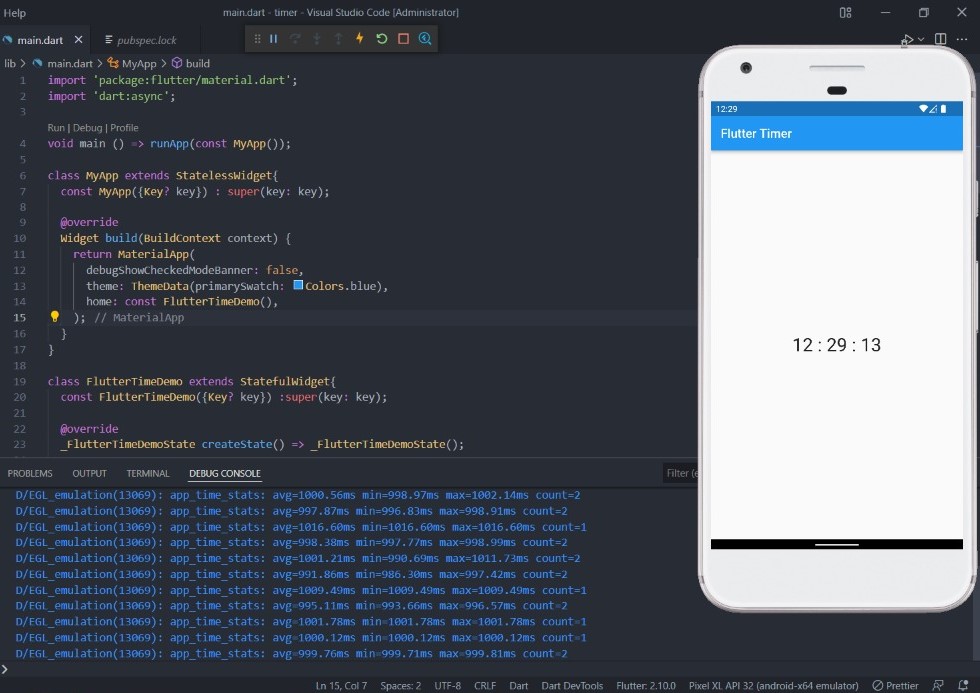 Help
main.dart - timer - Visual Studio Code [Administrator]
main.dart
pubspec.lock
lib > main.dart > MyApp > build
1 import 'package:flutter/material.dart';
2 import 'dart:async';
3
Run | Debug | Profile
4 void main () => runApp(const MyApp());
5
6 class MyApp extends StatelessWidget{
7 const MyApp({Key? key}) : super(key: key);
8
9 @override
10 Widget build(BuildContext context) {
11 return MaterialApp(
12 debugShowCheckedModeBanner: false,
13 theme: ThemeData(primarySwatch: Colors.blue),
14 home: const FlutterTimeDemo(),
15 ); // MaterialApp
16 }
17 }
18
19 class FlutterTimeDemo extends StatefulWidget{
20 const FlutterTimeDemo({Key? key}) :super(key: key);
21
22 @override
23 _FlutterTimeDemoState createState() => _FlutterTimeDemoState();
12:29
Flutter Timer
12 : 29 : 13
PROBLEMS OUTPUT TERMINAL DEBUG CONSOLE
Filter (e
D/EGL_emulation(13069): app_time_stats: avg=1000.56ms min=998.97ms max=1002.14ms count=2
D/EGL_emulation(13069): app_time_stats: avg=997.87ms min=996.83ms max=998.91ms count=2
D/EGL_emulation(13069): app_time_stats: avg=1016.60ms min=1016.60ms max=1016.60ms count=1
D/EGL_emulation(13069): app_time_stats: avg=998.38ms min=997.77ms max=998.99ms count=2
D/EGL_emulation(13069): app_time_stats: avg=1001.21ms min=990.69ms max=1011.73ms count=2
D/EGL_emulation(13069): app_time_stats: avg=991.86ms min=986.30ms max=997.42ms count=2
D/EGL_emulation(13069): app_time_stats: avg=1009.49ms min=1009.49ms max=1009.49ms count=1
D/EGL_emulation(13069): app_time_stats: avg=995.11ms min=993.66ms max=996.57ms count=2
D/EGL_emulation(13069): app_time_stats: avg=1001.78ms min=1001.78ms max=1001.78ms count=1
D/EGL_emulation(13069): app_time_stats: avg=1000.12ms min=1000.12ms max=1000.12ms count=1
D/EGL_emulation(13069): app_time_stats: avg=999.76ms min=999.71ms max=999.81ms count=2
>
Ln 15, Col 7 Spaces: 2 UTF-8 CRLF Dart Dart DevTools Flutter: 2.10.0 Pixel XL API 32 (android-x64 emulator) Prettier